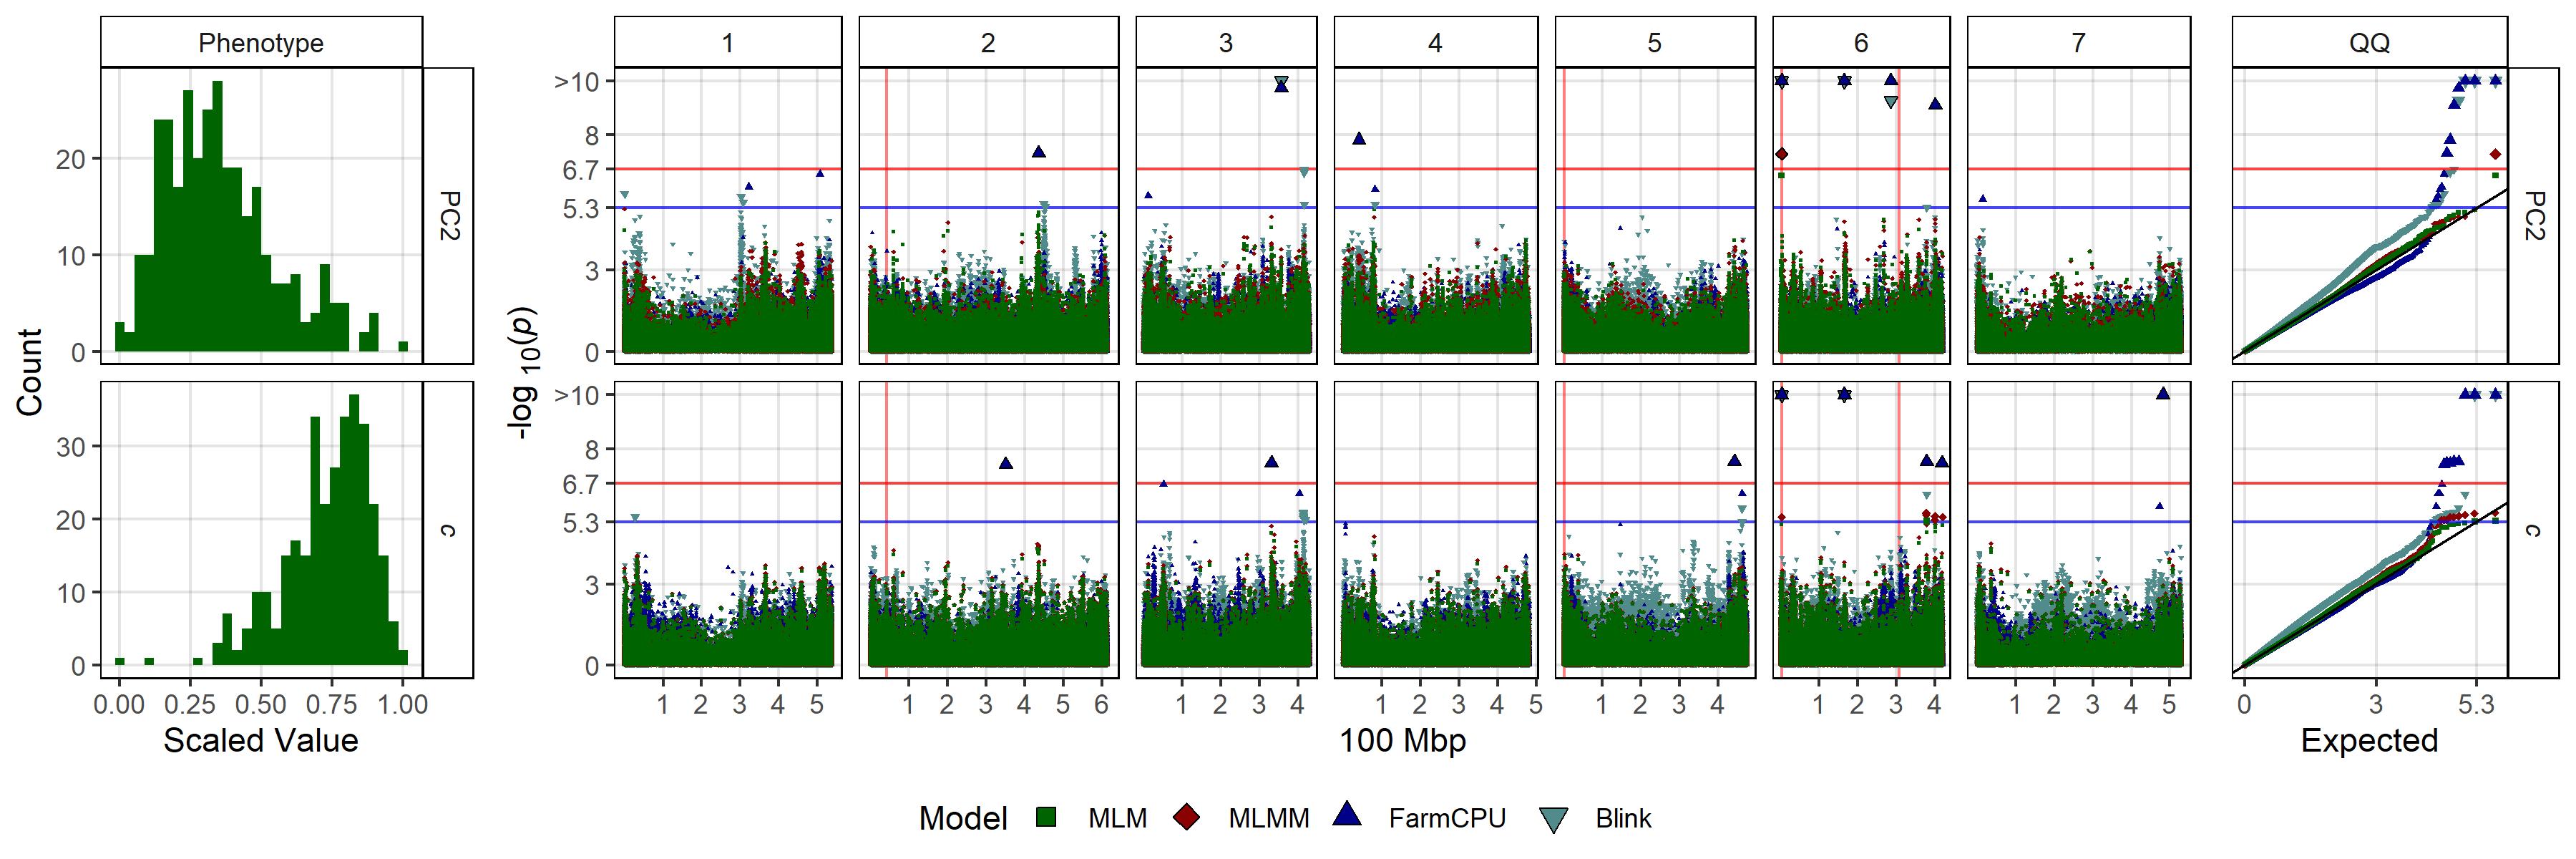 Phenotype 1 2 3 4 5 6 7 QQ
Count
20
10
0
PC2
-log 10(p)
>10
8
6.7
5.3
3
0
PC2
30
20
10
0
c
>10
8
6.7
5.3
3
0
c
0.00 0.25 0.50 0.75 1.00
1 2 3 4 5
1 2 3 4 5 6
1 2 3 4
1 2 3 4 5
1 2 3 4
1 2 3 4
1 2 3 4 5
0 3 5.3
Scaled Value
100 Mbp
Expected
Model MLM MLMM FarmCPU Blink